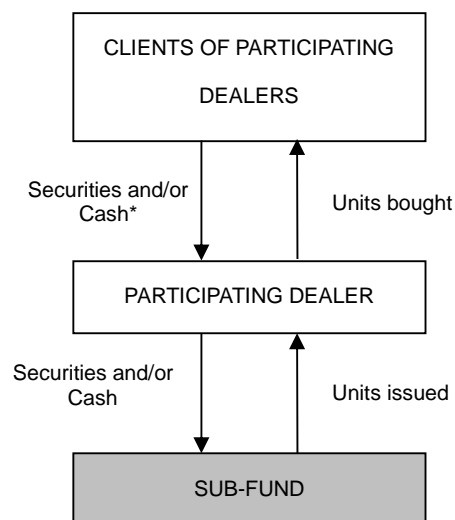 CLIENTS OF PARTICIPATING
DEALERS
Securities and/or
Cash*
Units bought
PARTICIPATING DEALER
Securities and/or
Cash
Units issued
SUB-FUND